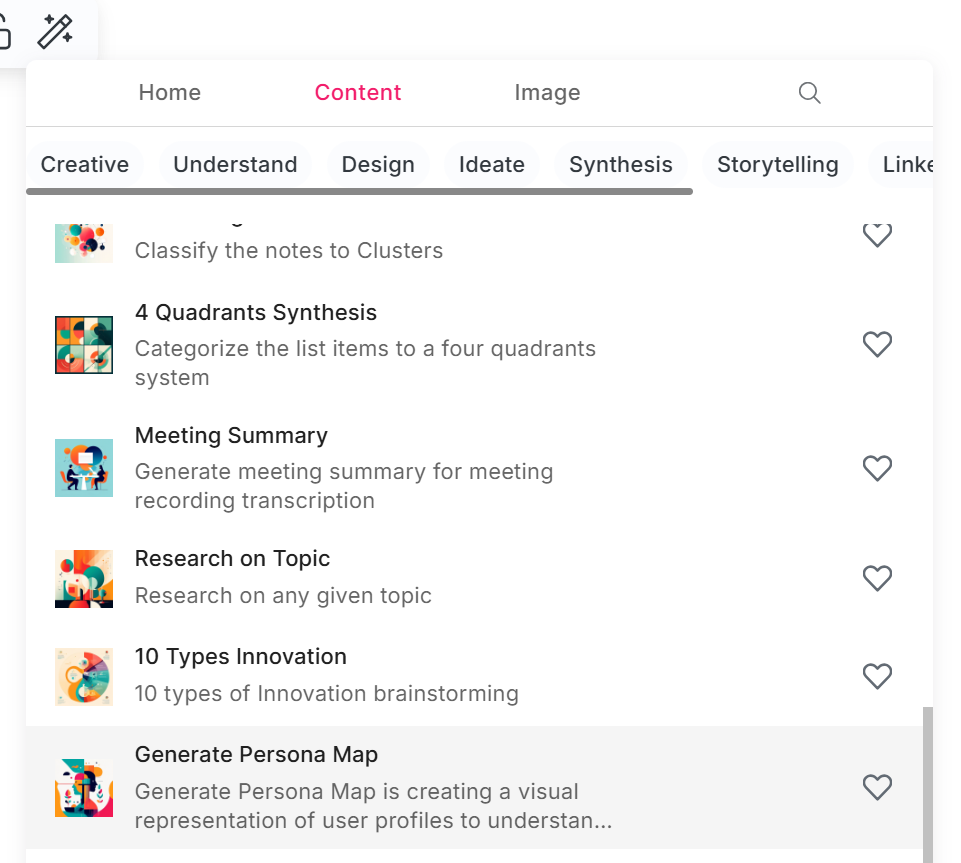 Home
Content
Image
Creative
Understand
Design
Ideate
Synthesis
Storytelling
Linke
Classify the notes to Clusters
4 Quadrants Synthesis
Categorize the list items to a four quadrants
system
Meeting Summary
Generate meeting summary for meeting
recording transcription
Research on Topic
Research on any given topic
10 Types Innovation
10 types of Innovation brainstorming
Generate Persona Map
Generate Persona Map is creating a visual
representation of user profiles to understan...